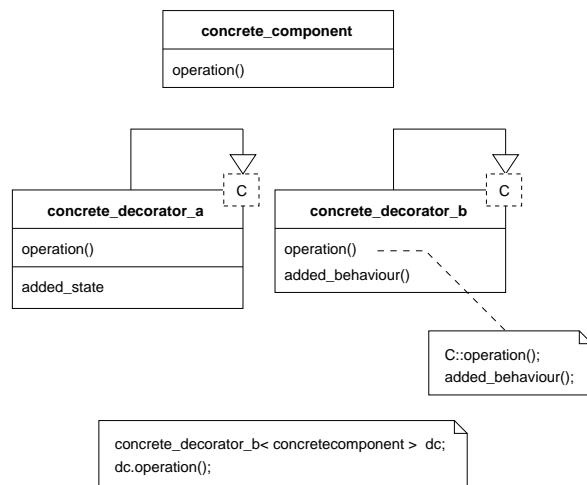 concrete_component
operation()
C
concrete_decorator_a
operation()
added_state
C
concrete_decorator_b
operation()
added_behaviour()
C::operation();
added_behaviour();
concrete_decorator_b< concretecomponent > dc;
dc.operation();